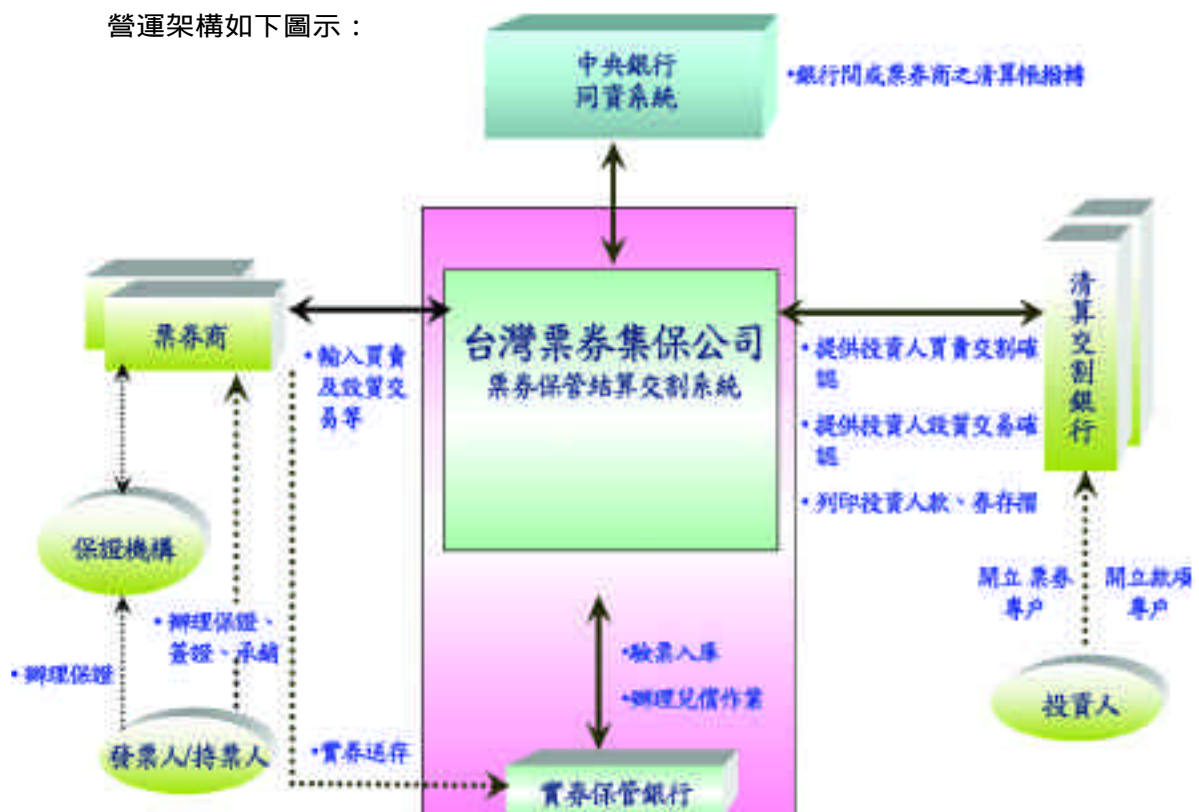 營運架構如下圖示：
中央銀行
同資系統
•銀行間或票券商之清算帳撥轉
票券商
•輸入買賣
及設質交
易等
台灣票券集保公司
票券保管結算交割系統
•提供投資人買賣交割確
認
•提供投資人設質交易確
認
•列印投資人款、券存摺
清算交割銀行
保證機構
•辦理保證、
簽證、承銷
•辦理保證
發票人/持票人
•實券送存
•驗票入庫
•辦理兌償作業
實券保管銀行
開立 票券
專戶
開立款項
專戶
投資人